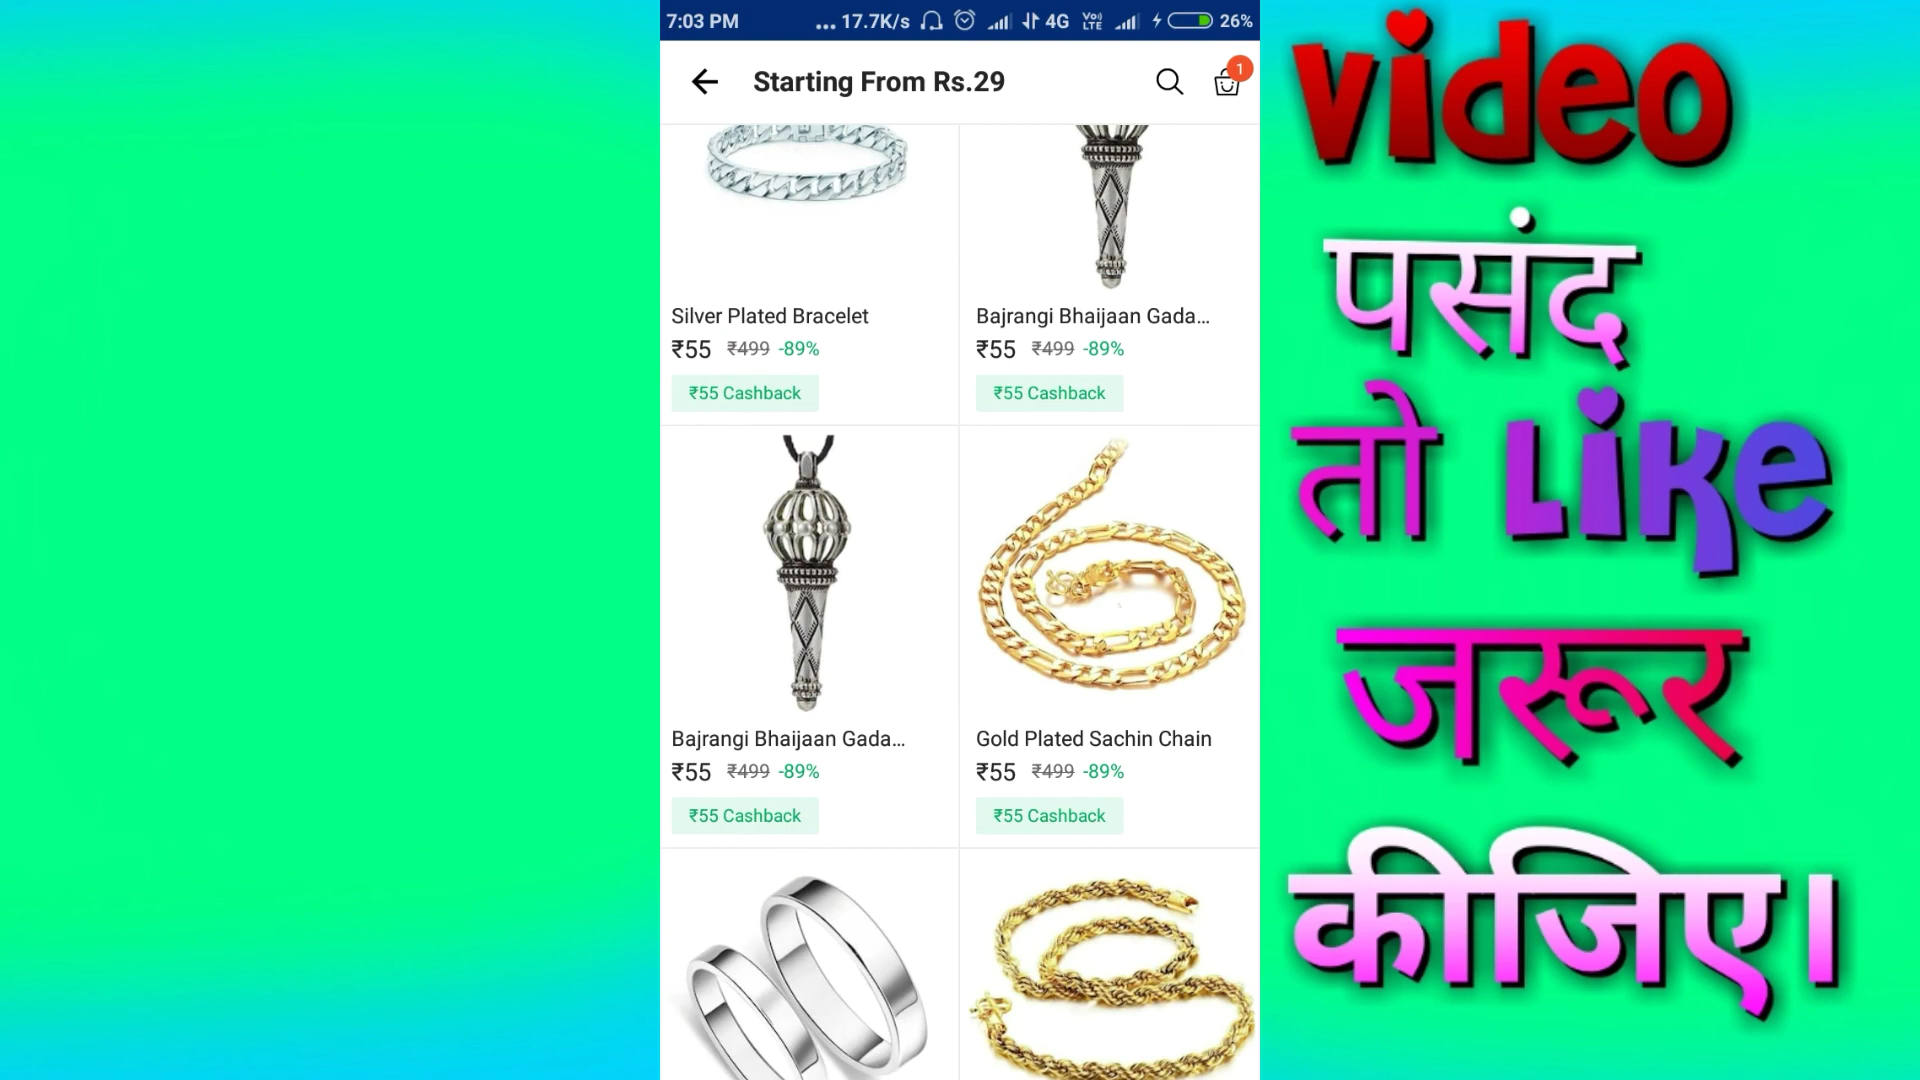 7:03 PM ... 17.7K/s 4G Vo) LTE 26%
Starting From Rs.29 1
Silver Plated Bracelet
₹55 ₹499 -89%
₹55 Cashback
Bajrangi Bhaijaan Gada...
₹55 ₹499 -89%
₹55 Cashback
Bajrangi Bhaijaan Gada...
₹55 ₹499 -89%
₹55 Cashback
Gold Plated Sachin Chain
₹55 ₹499 -89%
₹55 Cashback
video
पसंद
तो Like
जरूर
कीजिए।